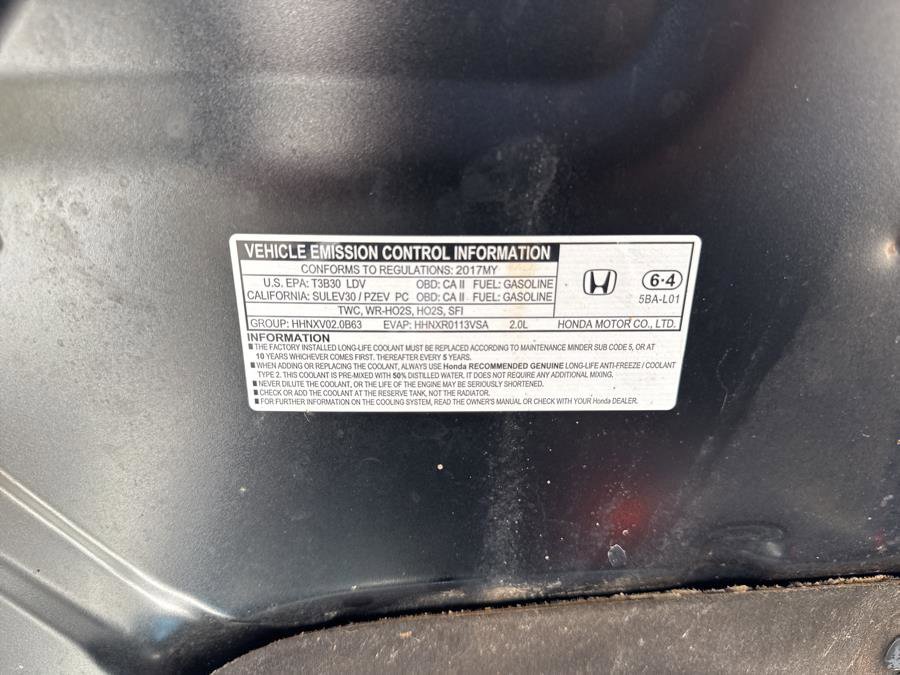 VEHICLE EMISSION CONTROL INFORMATION
CONFORMS TO REGULATIONS: 2017MY
U.S. EPA: T3B30 LDV OBD: CA II FUEL: GASOLINE
CALIFORNIA: SULEV30 / PZEV PC OBD: CA II FUEL: GASOLINE
TWC, WR-HO2S, HO2S, SFI
6·4
5BA-L01
GROUP: HHNXV02.0B63 EVAP: HHNXR0113VSA 2.0L HONDA MOTOR CO., LTD.
INFORMATION
■ THE FACTORY INSTALLED LONG-LIFE COOLANT MUST BE REPLACED ACCORDING TO MAINTENANCE MINDER SUB CODE 5, OR AT
10 YEARS WHICHEVER COMES FIRST. THEREAFTER EVERY 5 YEARS.
■ WHEN ADDING OR REPLACING THE COOLANT, ALWAYS USE Honda RECOMMENDED GENUINE LONG-LIFE ANTI-FREEZE / COOLANT
TYPE 2. THIS COOLANT IS PRE-MIXED WITH 50% DISTILLED WATER. IT DOES NOT REQUIRE ANY ADDITIONAL MIXING.
■ NEVER DILUTE THE COOLANT, OR THE LIFE OF THE ENGINE MAY BE SERIOUSLY SHORTENED.
■ CHECK OR ADD THE COOLANT AT THE RESERVE TANK, NOT THE RADIATOR.
■ FOR FURTHER INFORMATION ON THE COOLING SYSTEM, READ THE OWNER'S MANUAL OR CHECK WITH YOUR Honda DEALER.